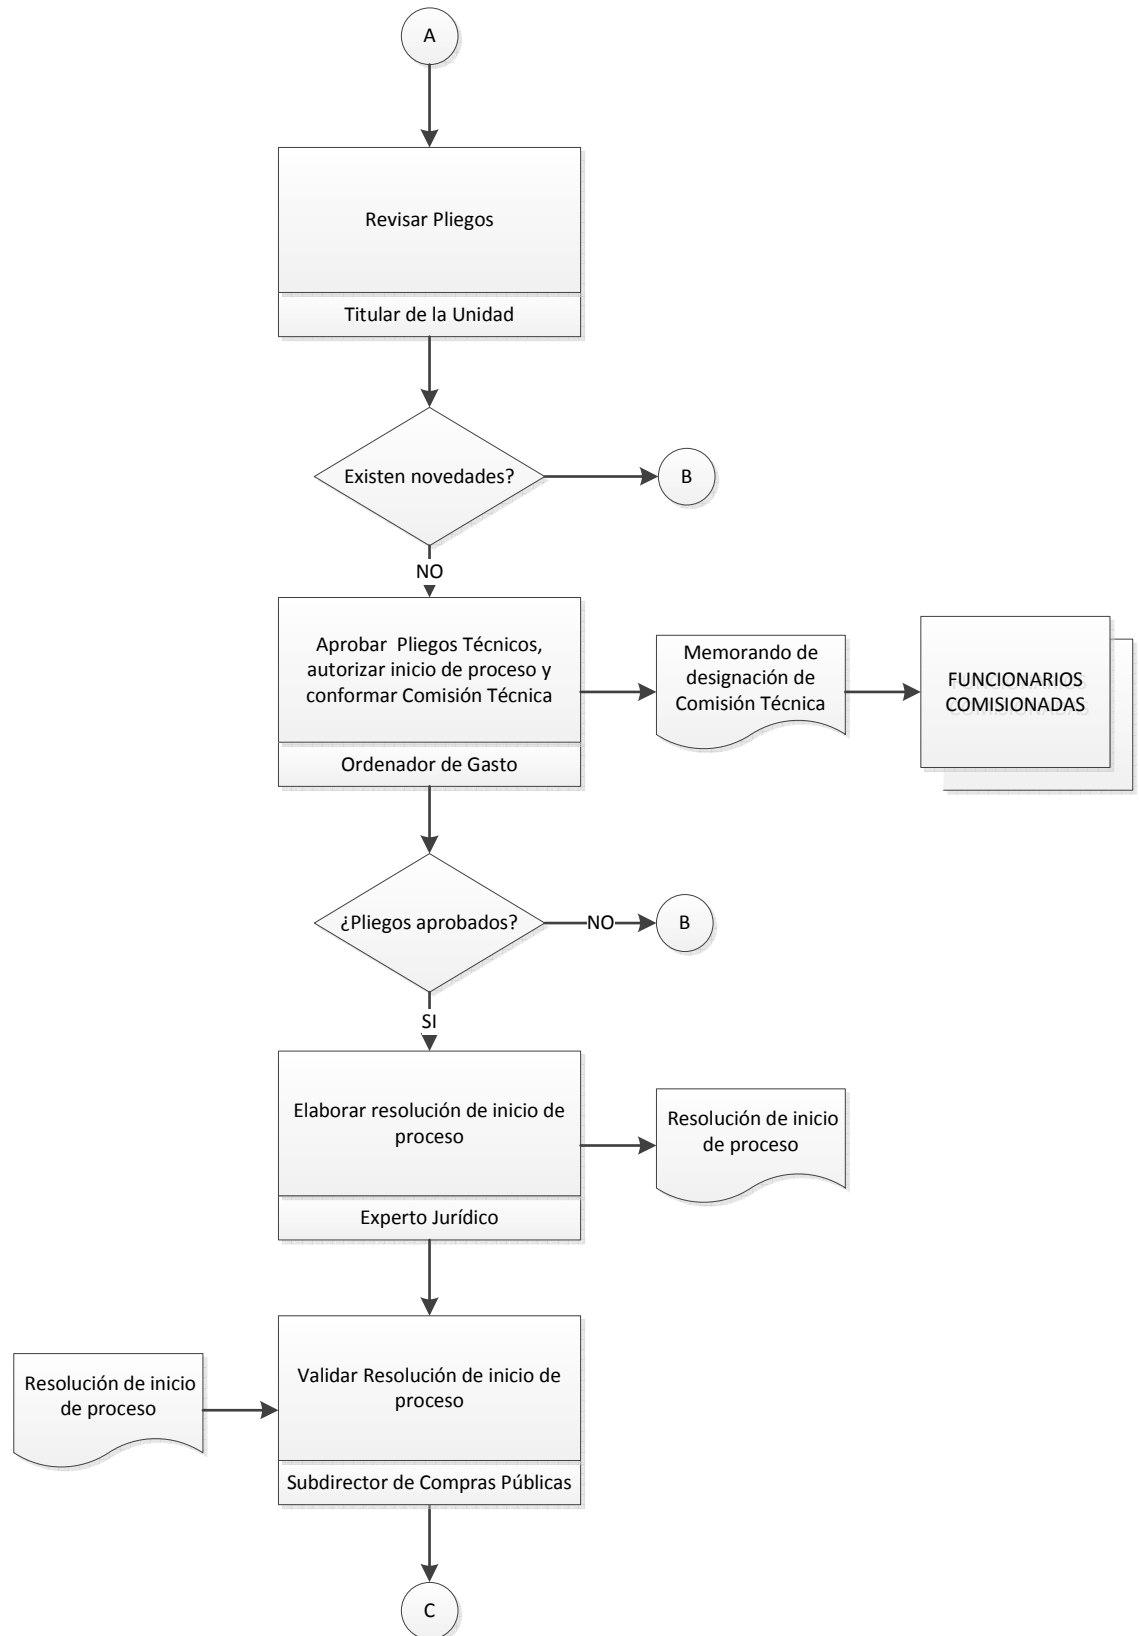 A
Revisar Pliegos
Titular de la Unidad
Existen novedades?
B
NO
Aprobar  Pliegos Técnicos,
autorizar inicio de proceso y
conformar Comisión Técnica
Ordenador de Gasto
Memorando de
designación de
Comisión Técnica
FUNCIONARIOS
COMISIONADAS
¿Pliegos aprobados?
NO
B
SI
Elaborar resolución de inicio de
proceso
Experto Jurídico
Resolución de inicio
de proceso
Resolución de inicio
de proceso
Validar Resolución de inicio de
proceso
Subdirector de Compras Públicas
C